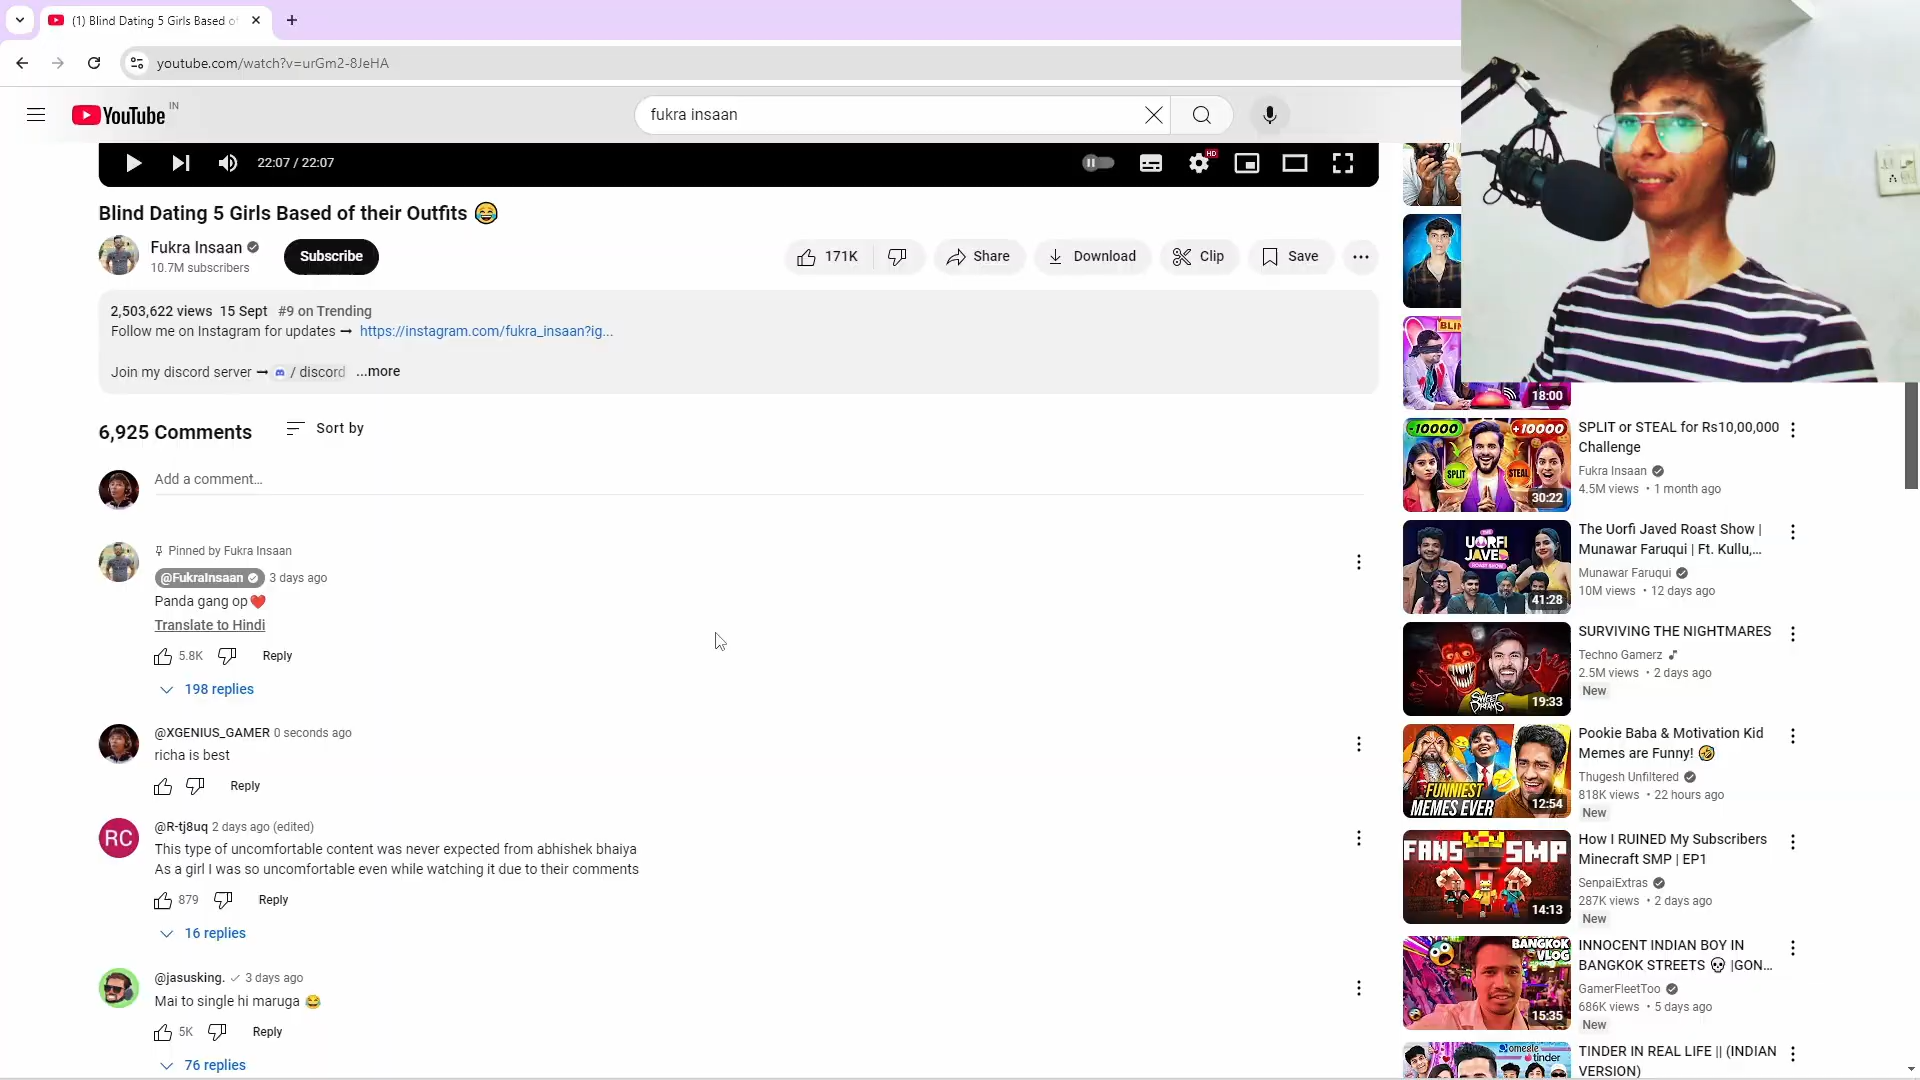 (1) Blind Dating 5 Girls Based o
youtube.com/watch?v=urGm2-8JeHA
YouTube IN
fukra insaan
22:07 / 22:07
HD
Blind Dating 5 Girls Based of their Outfits 😂
Fukra Insaan
10.7M subscribers
Subscribe
171K
Share
Download
Clip
Save
2,503,622 views 15 Sept #9 on Trending
Follow me on Instagram for updates ➞ https://instagram.com/fukra_insaan?ig...
Join my discord server ➞ / discord ...more
6,925 Comments
Sort by
Add a comment...
Pinned by Fukra Insaan
@FukraInsaan 3 days ago
Panda gang op❤️
Translate to Hindi
5.8K
Reply
198 replies
@XGENIUS_GAMER 0 seconds ago
richa is best
Reply
RC
@R-tj8uq 2 days ago (edited)
This type of uncomfortable content was never expected from abhishek bhaiya
As a girl I was so uncomfortable even while watching it due to their comments
879
Reply
16 replies
@jasusking. 3 days ago
Mai to single hi maruga 😂
5K
Reply
76 replies
18:00
-10000
+10000
SPLIT
STEAL
30:22
SPLIT or STEAL for Rs10,00,000
Challenge
Fukra Insaan
4.5M views • 1 month ago
UORFI
JAVED
ROAST SHOW
41:28
The Uorfi Javed Roast Show |
Munawar Faruqui | Ft. Kullu,...
Munawar Faruqui
10M views • 12 days ago
SWEET
DREAMS
19:33
SURVIVING THE NIGHTMARES
Techno Gamerz
2.5M views • 2 days ago
New
FUNNIEST
MEMES EVER
12:54
Pookie Baba & Motivation Kid
Memes are Funny! 🤣
Thugesh Unfiltered
818K views • 22 hours ago
New
FANS SMP
14:13
How I RUINED My Subscribers
Minecraft SMP | EP1
SenpaiExtras
287K views • 2 days ago
New
BANGKOK
VLOG
15:35
INNOCENT INDIAN BOY IN
BANGKOK STREETS 💀 |GON...
GamerFleetToo
686K views • 5 days ago
New
omegle
tinder
TINDER IN REAL LIFE || (INDIAN
VERSION)